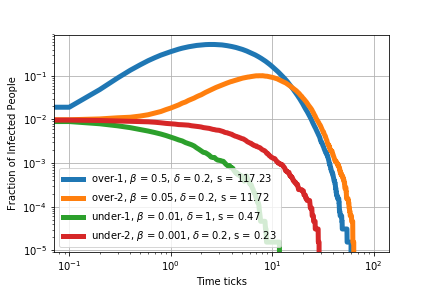 10⁻¹
10⁻²
10⁻³
10⁻⁴
10⁻⁵
Fraction of Infected People
over-1, β = 0.5, δ = 0.2, s = 117.23
over-2, β = 0.05, δ = 0.2, s = 11.72
under-1, β = 0.01, δ = 1, s = 0.47
under-2, β = 0.001, δ = 0.2, s = 0.23
10⁻¹ 10⁰ 10¹ 10²
Time ticks